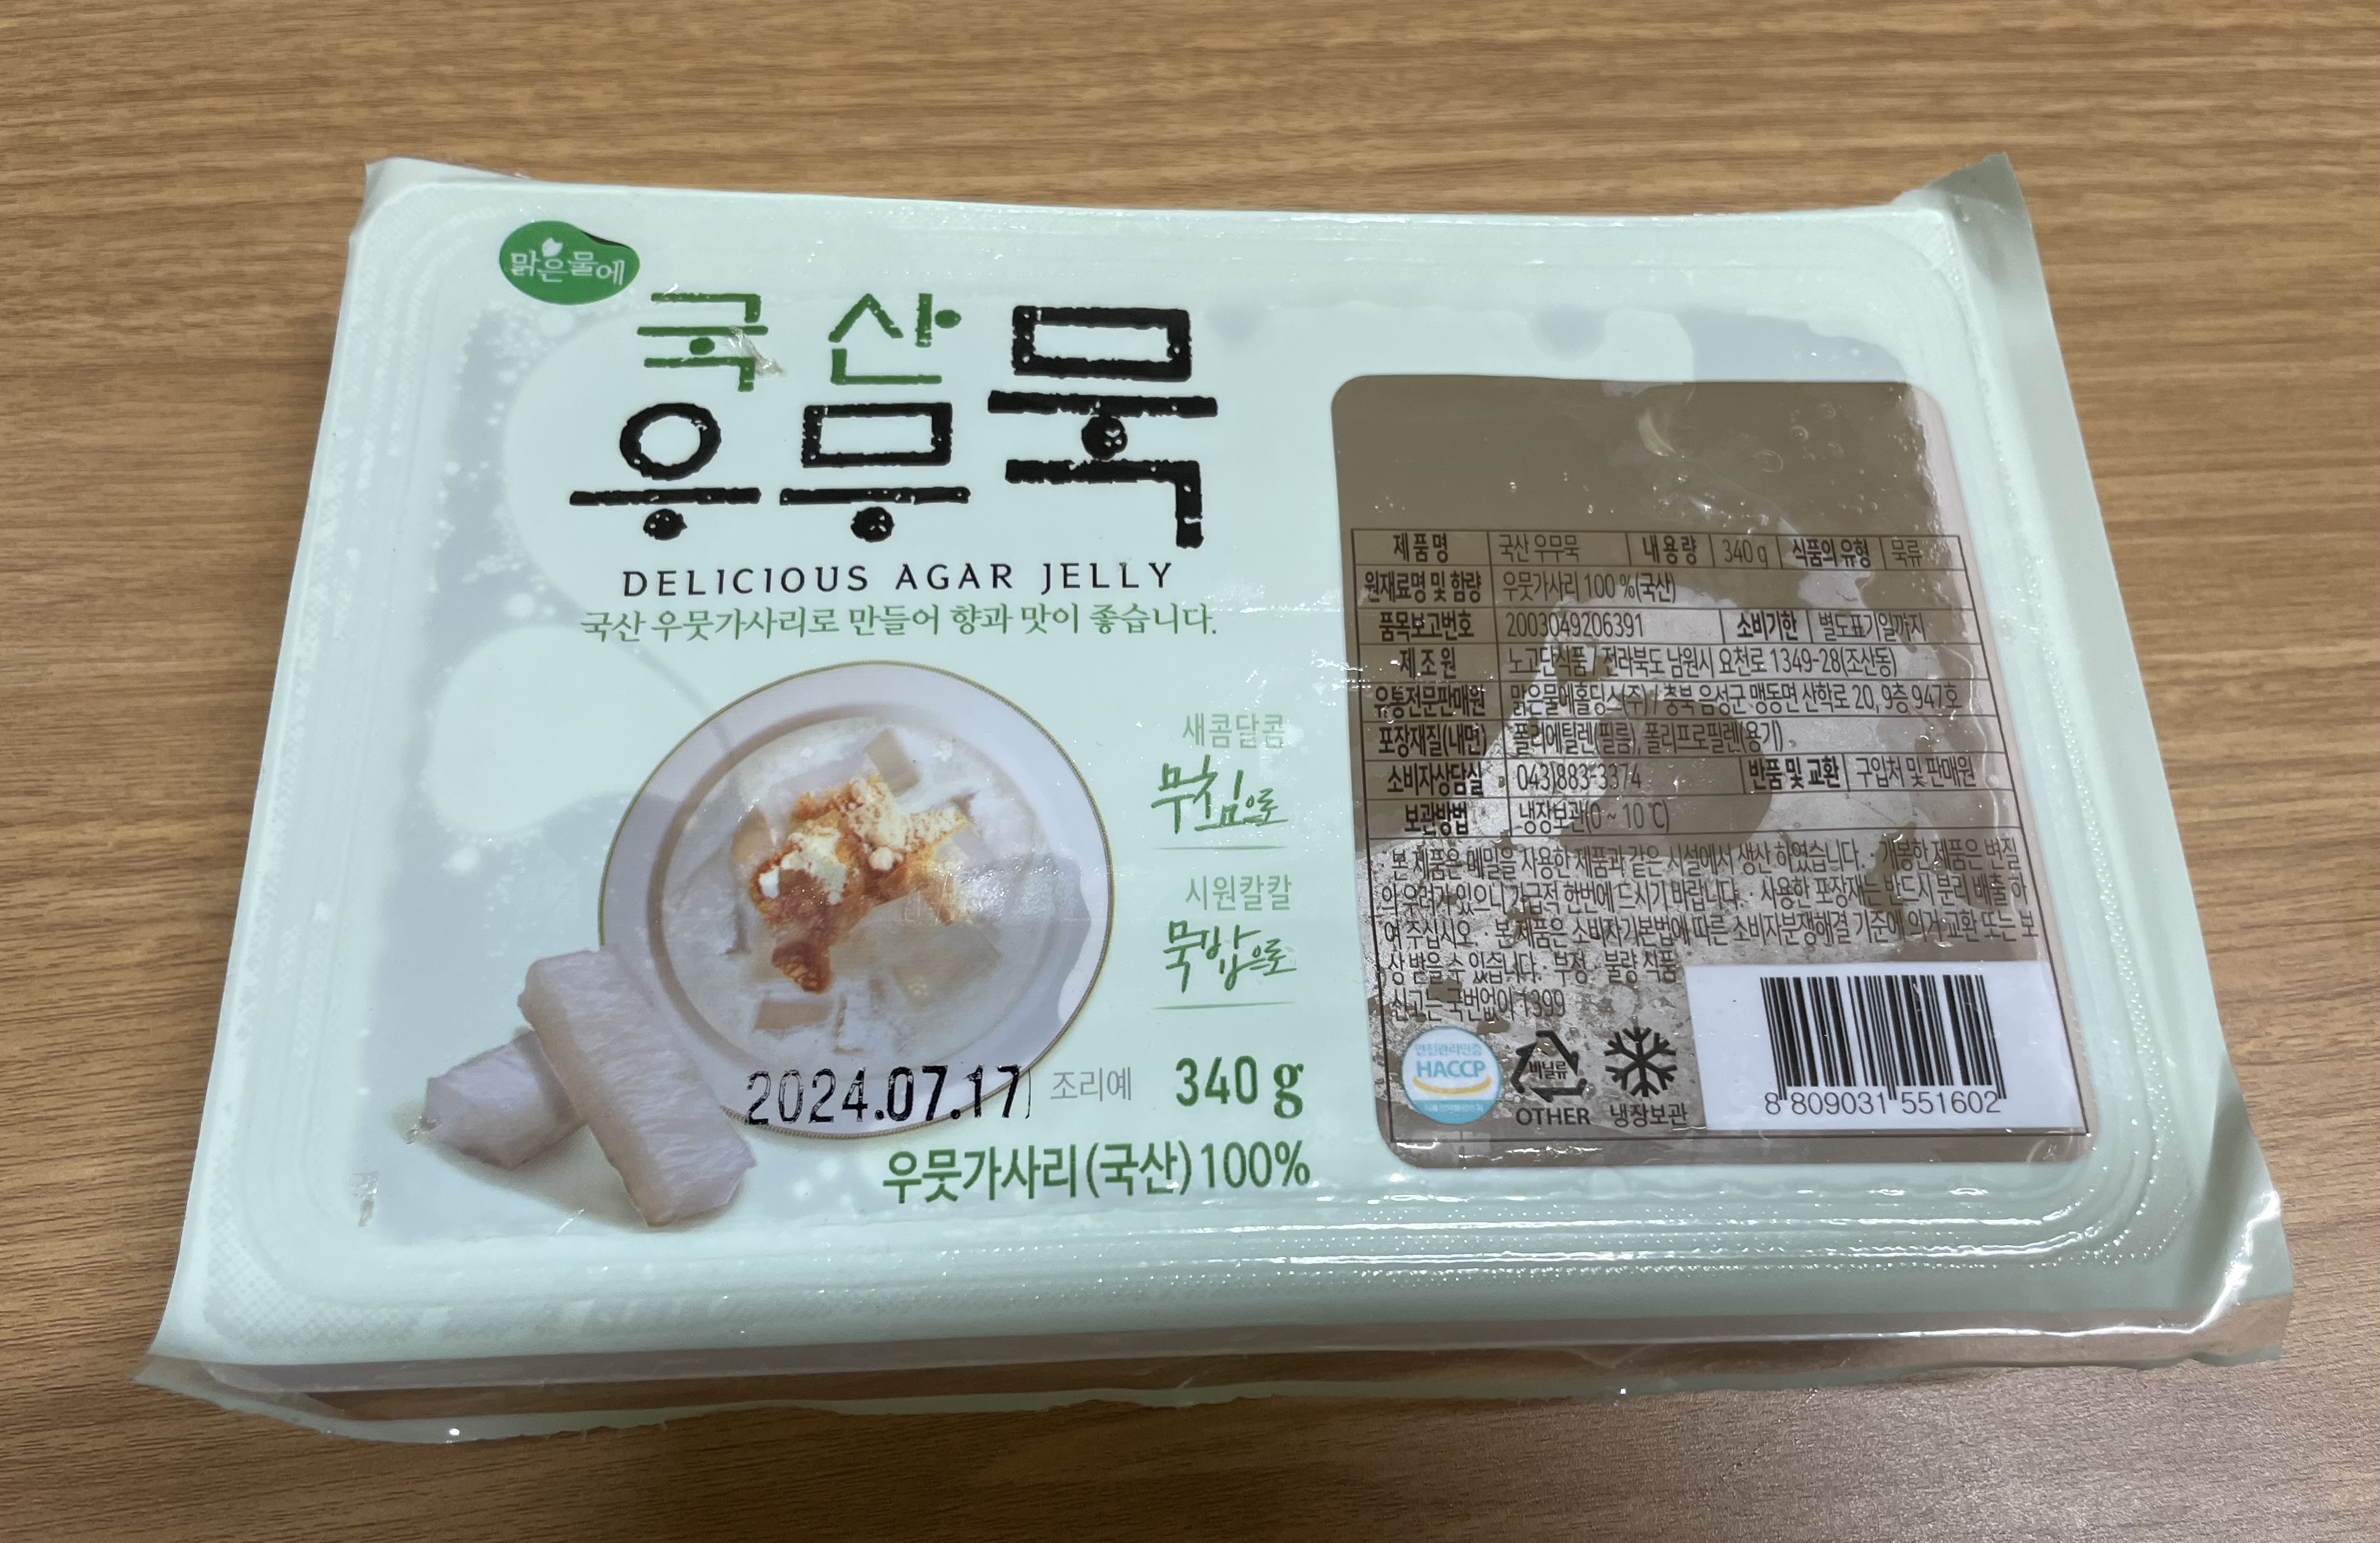 맑은물에
국산
우무묵
DELICIOUS AGAR JELLY
국산 우뭇가사리로 만들어 향과 맛이 좋습니다.
새콤달콤
무침으로
시원칼칼
묵밥으로
2024.07.17
조리예
340 g
우뭇가사리(국산)100%
제품명 국산 우무묵 내용량 340 g 식품의 유형 묵류
원재료명 및 함량 우뭇가사리 100 %(국산)
품목보고번호 2003049206391 소비기한 별도표기일까지
제조원 노고단식품 / 전라북도 남원시 요천로 1349-28(조산동)
유통전문판매원 맑은물에홀딩스(주) / 충북 음성군 맹동면 산학로 20, 9층 947호
포장재질(내면) 폴리에틸렌(필름), 폴리프로필렌(용기)
소비자상담실 043)883-3374 반품 및 교환 구입처 및 판매원
보관방법 냉장보관(0 ~ 10 ℃)
· 본 제품은 메밀을 사용한 제품과 같은 시설에서 생산 하였습니다. · 개봉한 제품은 변질
의 우려가 있으니 가급적 한번에 드시기 바랍니다. · 사용한 포장재는 반드시 분리 배출 하
여 주십시오. · 본 제품은 소비자기본법에 따른 소비자분쟁해결 기준에 의거 교환 또는 보
상 받을 수 있습니다. · 부정 · 불량 식품
신고는 국번없이 1399
안전관리인증
HACCP
비닐류
OTHER
냉장보관
8 809031 551602